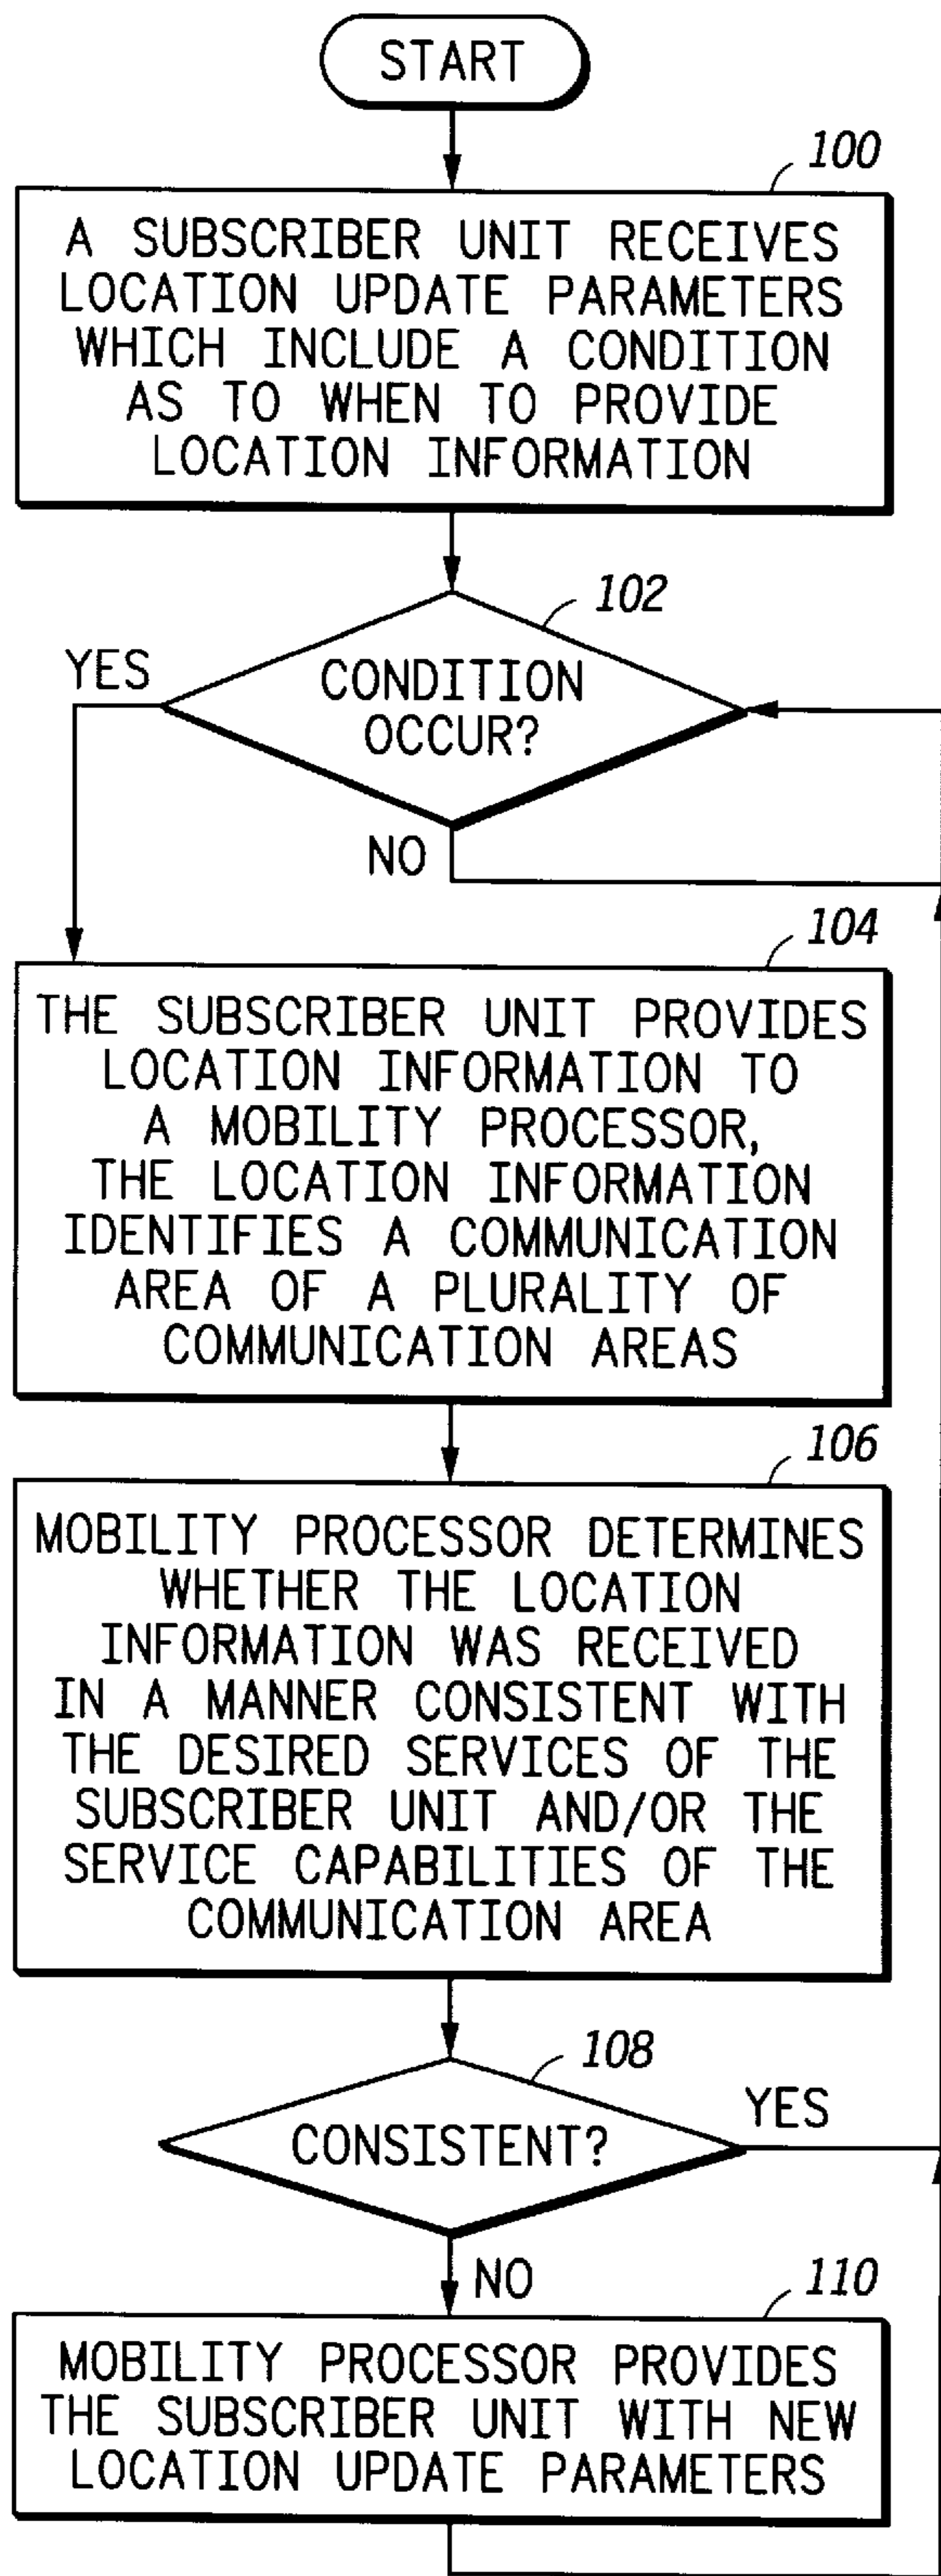 START
100
A SUBSCRIBER UNIT RECEIVES
LOCATION UPDATE PARAMETERS
WHICH INCLUDE A CONDITION
AS TO WHEN TO PROVIDE
LOCATION INFORMATION
102
YES
CONDITION
OCCUR?
NO
104
THE SUBSCRIBER UNIT PROVIDES
LOCATION INFORMATION TO
A MOBILITY PROCESSOR,
THE LOCATION INFORMATION
IDENTIFIES A COMMUNICATION
AREA OF A PLURALITY OF
COMMUNICATION AREAS
106
MOBILITY PROCESSOR DETERMINES
WHETHER THE LOCATION
INFORMATION WAS RECEIVED
IN A MANNER CONSISTENT WITH
THE DESIRED SERVICES OF THE
SUBSCRIBER UNIT AND/OR THE
SERVICE CAPABILITIES OF THE
COMMUNICATION AREA
108
YES
CONSISTENT?
NO
110
MOBILITY PROCESSOR PROVIDES
THE SUBSCRIBER UNIT WITH NEW
LOCATION UPDATE PARAMETERS